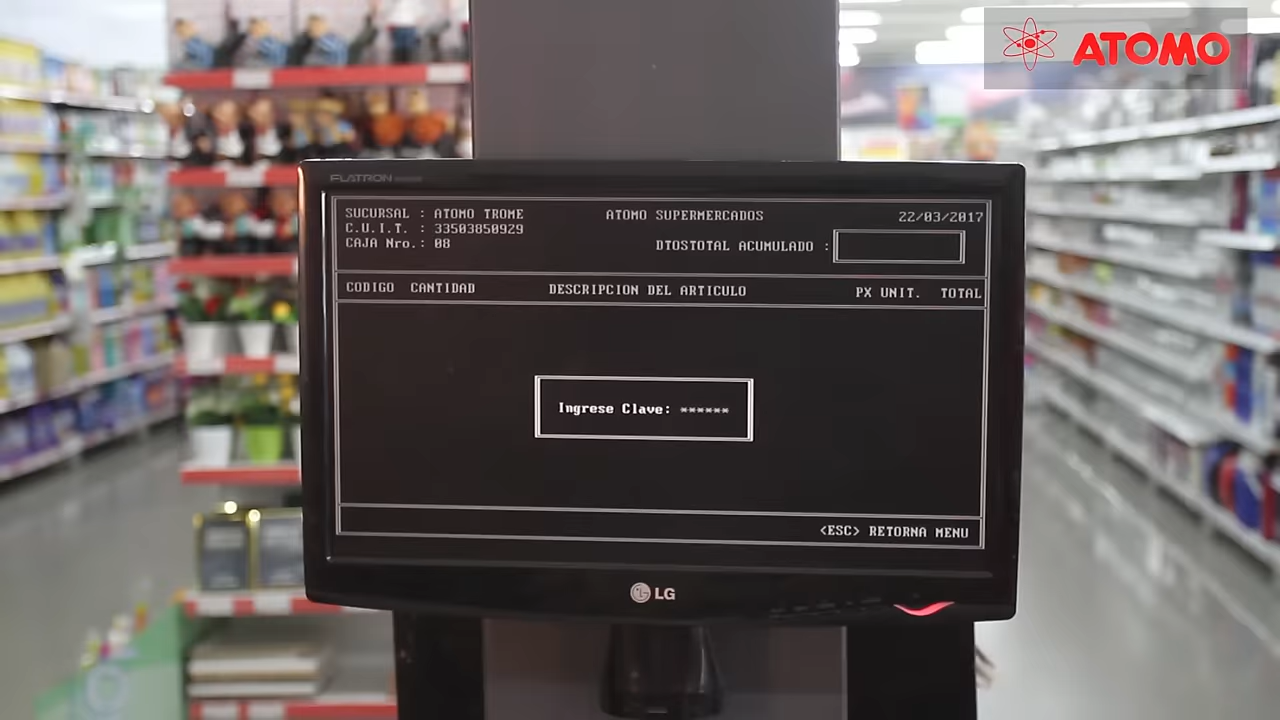 ATOMO
FLATRON
SUCURSAL : ATOMO TROME
ATOMO SUPERMERCADOS
22/03/2017
C.U.I.T. : 33503850929
CAJA Nro.: 08
DTOSTOTAL ACUMULADO :
CODIGO CANTIDAD DESCRIPCION DEL ARTICULO PX UNIT. TOTAL
Ingrese Clave: ******
<ESC> RETORNA MENU
LG